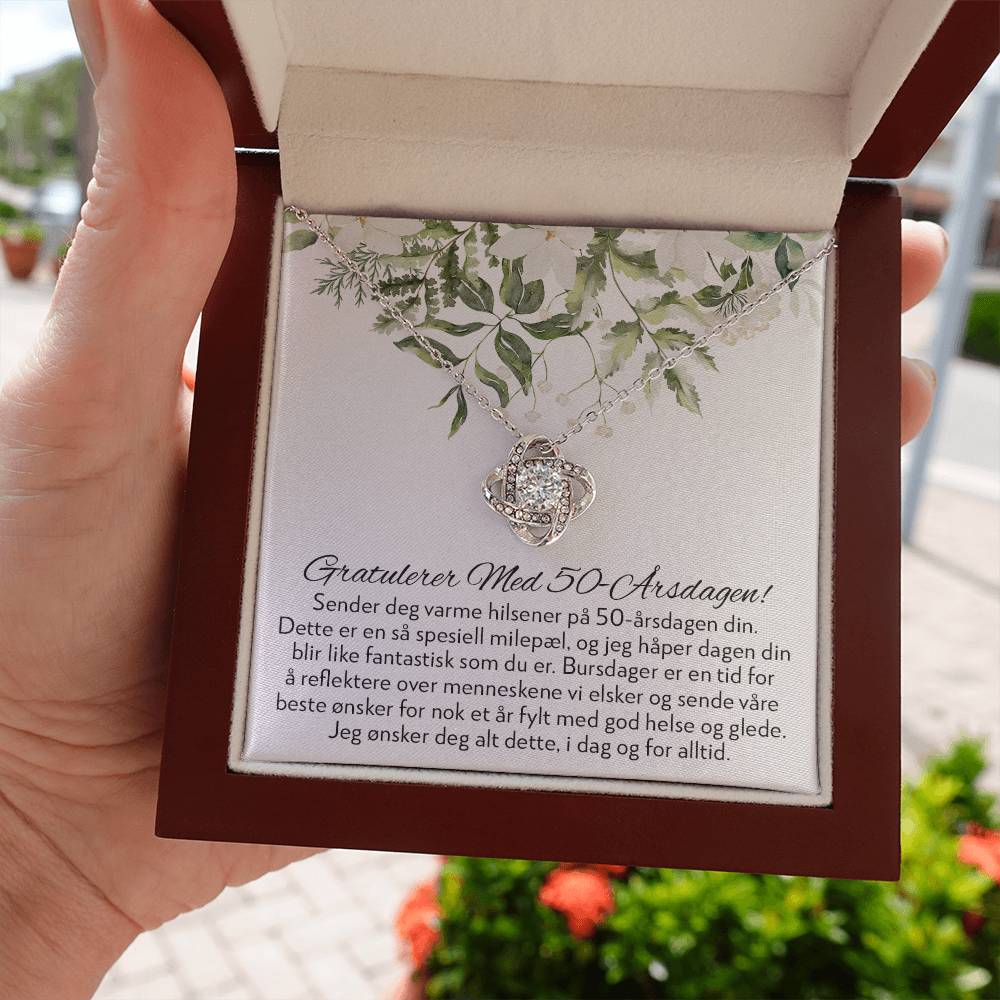 Gratulerer Med 50-Årsdagen!
Sender deg varme hilsener på 50-årsdagen din.
Dette er en så spesiell milepæl, og jeg håper dagen din
blir like fantastisk som du er. Bursdager er en tid for
å reflektere over menneskene vi elsker og sende våre
beste ønsker for nok et år fylt med god helse og glede.
Jeg ønsker deg alt dette, i dag og for alltid.